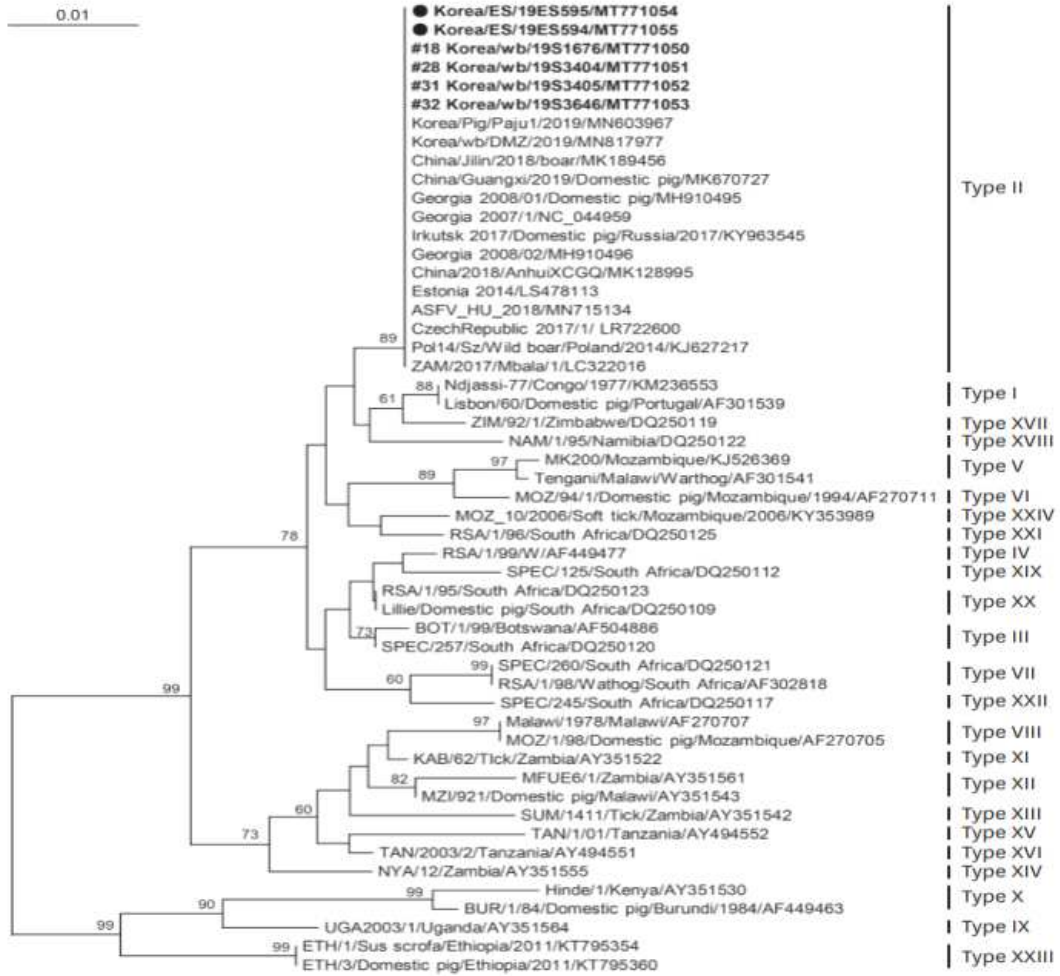 0.01
● Korea/ES/19ES595/MT771054
● Korea/ES/19ES594/MT771055
#18 Korea/wb/19S1676/MT771050
#28 Korea/wb/19S3404/MT771051
#31 Korea/wb/19S3405/MT771052
#32 Korea/wb/19S3646/MT771053
Korea/Pig/Paju1/2019/MN603967
Korea/wb/DMZ/2019/MN817977
China/Jilin/2018/boar/MK189456
China/Guangxi/2019/Domestic pig/MK670727
Type II
Georgia 2008/01/Domestic pig/MH910495
Georgia 2007/1/NC_044959
Irkutsk 2017/Domestic pig/Russia/2017/KY963545
Georgia 2008/02/MH910496
China/2018/AnhuiXCGQ/MK128995
Estonia 2014/LS478113
ASFV_HU_2018/MN715134
CzechRepublic 2017/1/ LR722600
89
Pol14/Sz/Wild boar/Poland/2014/KJ627217
ZAM/2017/Mbala/1/LC322016
88
Ndjassi-77/Congo/1977/KM236553
Type I
Lisbon/60/Domestic pig/Portugal/AF301539
61
ZIM/92/1/Zimbabwe/DQ250119
Type XVII
NAM/1/95/Namibia/DQ250122
Type XVIII
97
MK200/Mozambique/KJ526369
Type V
89
Tengani/Malawi/Warthog/AF301541
MOZ/94/1/Domestic pig/Mozambique/1994/AF270711
Type VI
MOZ_10/2006/Soft tick/Mozambique/2006/KY353989
Type XXIV
78
RSA/1/96/South Africa/DQ250125
Type XXI
RSA/1/99/W/AF449477
Type IV
SPEC/125/South Africa/DQ250112
Type XIX
RSA/1/95/South Africa/DQ250123
Type XX
Lillie/Domestic pig/South Africa/DQ250109
73
BOT/1/99/Botswana/AF504886
Type III
SPEC/257/South Africa/DQ250120
99
SPEC/260/South Africa/DQ250121
Type VII
60
RSA/1/98/Wathog/South Africa/AF302818
99
SPEC/245/South Africa/DQ250117
Type XXII
97
Malawi/1978/Malawi/AF270707
Type VIII
MOZ/1/98/Domestic pig/Mozambique/AF270705
KAB/62/TIck/Zambia/AY351522
Type XI
82
MFUE6/1/Zambia/AY351561
Type XII
MZI/921/Domestic pig/Malawi/AY351543
60
SUM/1411/Tick/Zambia/AY351542
Type XIII
73
TAN/1/01/Tanzania/AY494552
Type XV
TAN/2003/2/Tanzania/AY494551
Type XVI
NYA/12/Zambia/AY351555
Type XIV
99
Hinde/1/Kenya/AY351530
Type X
90
BUR/1/84/Domestic pig/Burundi/1984/AF449463
99
UGA2003/1/Uganda/AY351564
Type IX
99
ETH/1/Sus scrofa/Ethiopia/2011/KT795354
Type XXIII
ETH/3/Domestic pig/Ethiopia/2011/KT795360